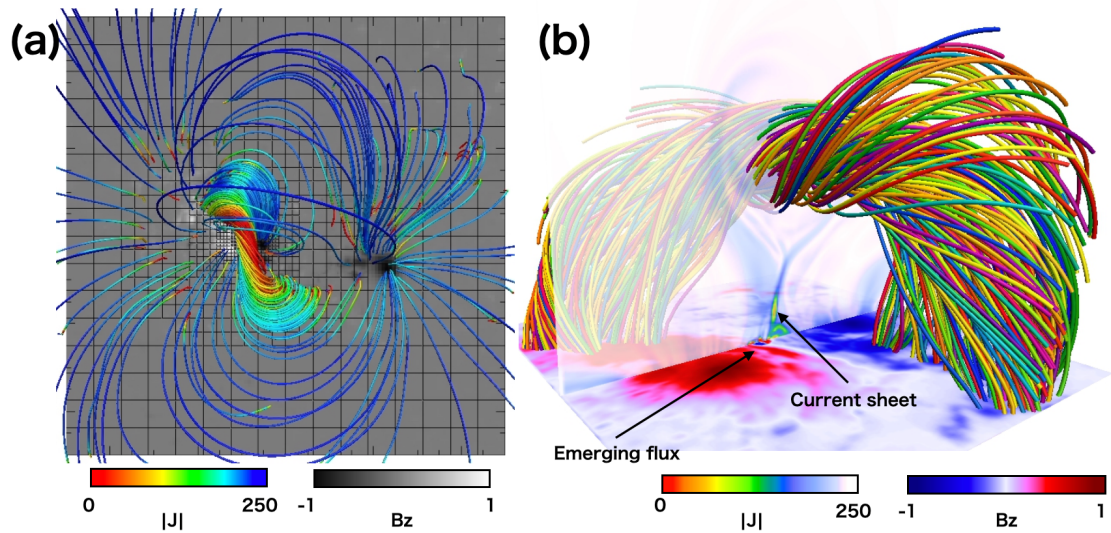 (a)
(b)
Current sheet
Emerging flux
0 250
|J|
-1 1
Bz
0 250
|J|
-1 1
Bz